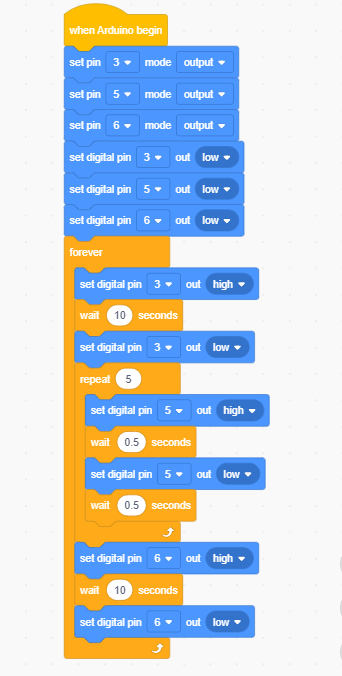 when Arduino begin
set pin 3 mode output
set pin 5 mode output
set pin 6 mode output
set digital pin 3 out low
set digital pin 5 out low
set digital pin 6 out low
forever
set digital pin 3 out high
wait 10 seconds
set digital pin 3 out low
repeat 5
set digital pin 5 out high
wait 0.5 seconds
set digital pin 5 out low
wait 0.5 seconds
set digital pin 6 out high
wait 10 seconds
set digital pin 6 out low